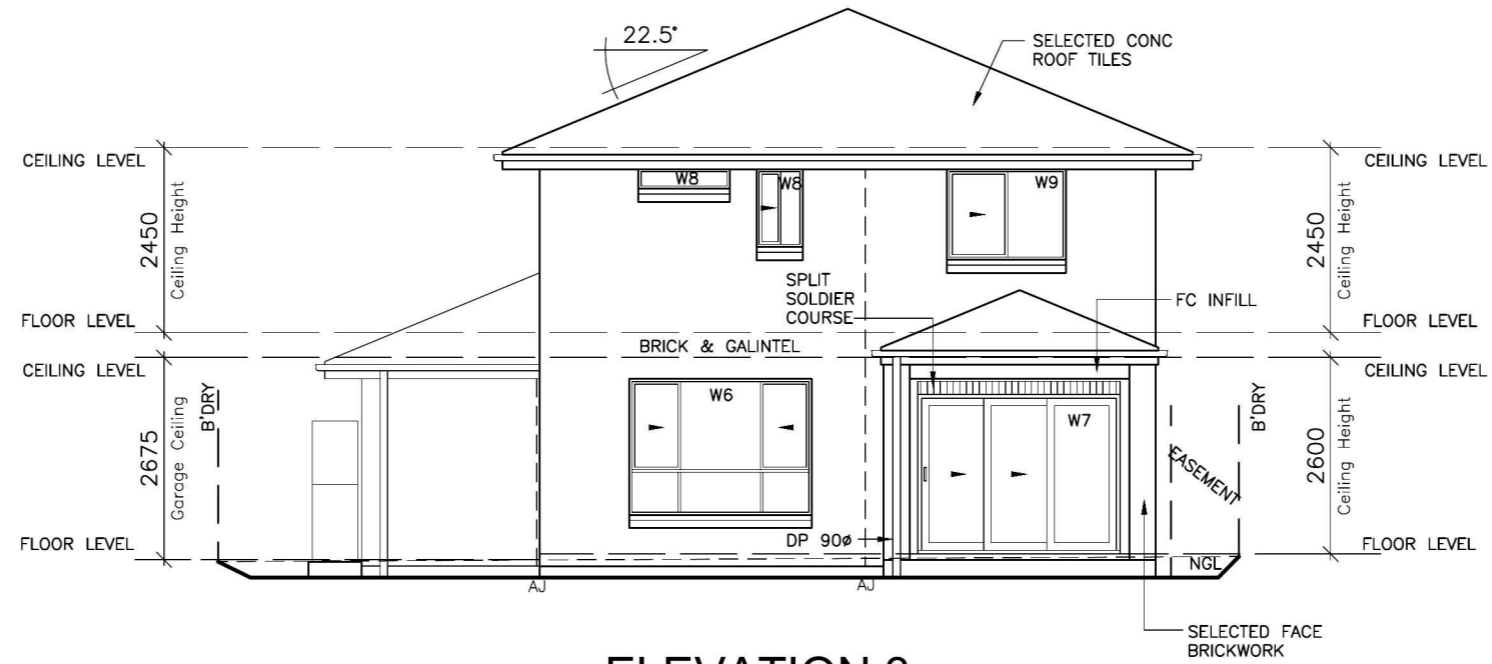 22.5°
SELECTED CONC
ROOF TILES
CEILING LEVEL
CEILING LEVEL
W8
W8
W9
2450
Ceiling Height
2450
Ceiling Height
SPLIT
SOLDIER
COURSE
FC INFILL
FLOOR LEVEL
FLOOR LEVEL
BRICK & GALINTEL
CEILING LEVEL
CEILING LEVEL
B'DRY
B'DRY
W6
W7
2675
Garage Ceiling
2600
Ceiling Height
EASEMENT
DP 90ø
FLOOR LEVEL
FLOOR LEVEL
NGL
AJ
AJ
SELECTED FACE
BRICKWORK
ELEVATION